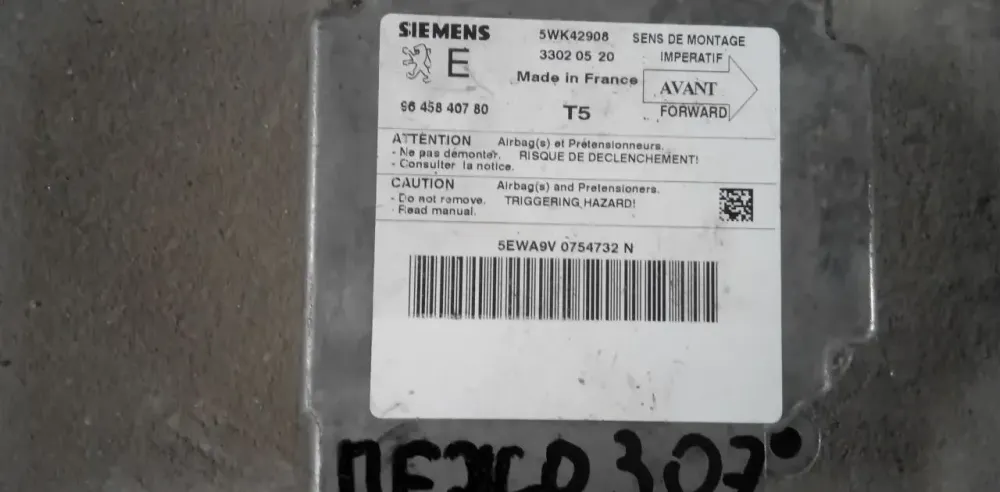 SIEMENS 5WK42908 SENS DE MONTAGE
E 3302 05 20 IMPERATIF
Made in France AVANT
96 458 407 80 T5 FORWARD
ATTENTION Airbag(s) et Prétensionneurs.
- Ne pas démonter. RISQUE DE DECLENCHEMENT!
- Consulter la notice.
CAUTION Airbag(s) and Pretensioners.
- Do not remove. TRIGGERING HAZARD!
- Read manual.
5EWA9V 0754732 N
ПЕЖО 307